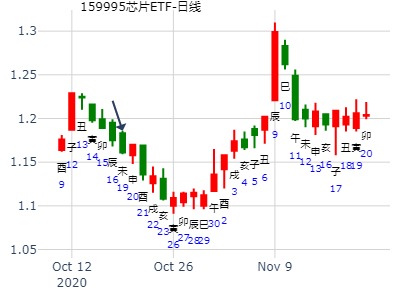 159995芯片ETF-日线
1.3
1.25
1.2
1.15
1.1
1.05
酉
9
子
12
丑
13
寅
14
卯
15
辰
16
未
19
申
20
酉
21
戌
22
亥
23
寅
26
卯
27
辰
28
巳
29
午
30
酉
2
戌
3
亥
4
子
5
丑
6
辰
9
巳
10
午
11
未
12
申
13
亥
16
子
17
丑
18
寅
19
卯
20
Oct 12
2020
Oct 26
Nov 9